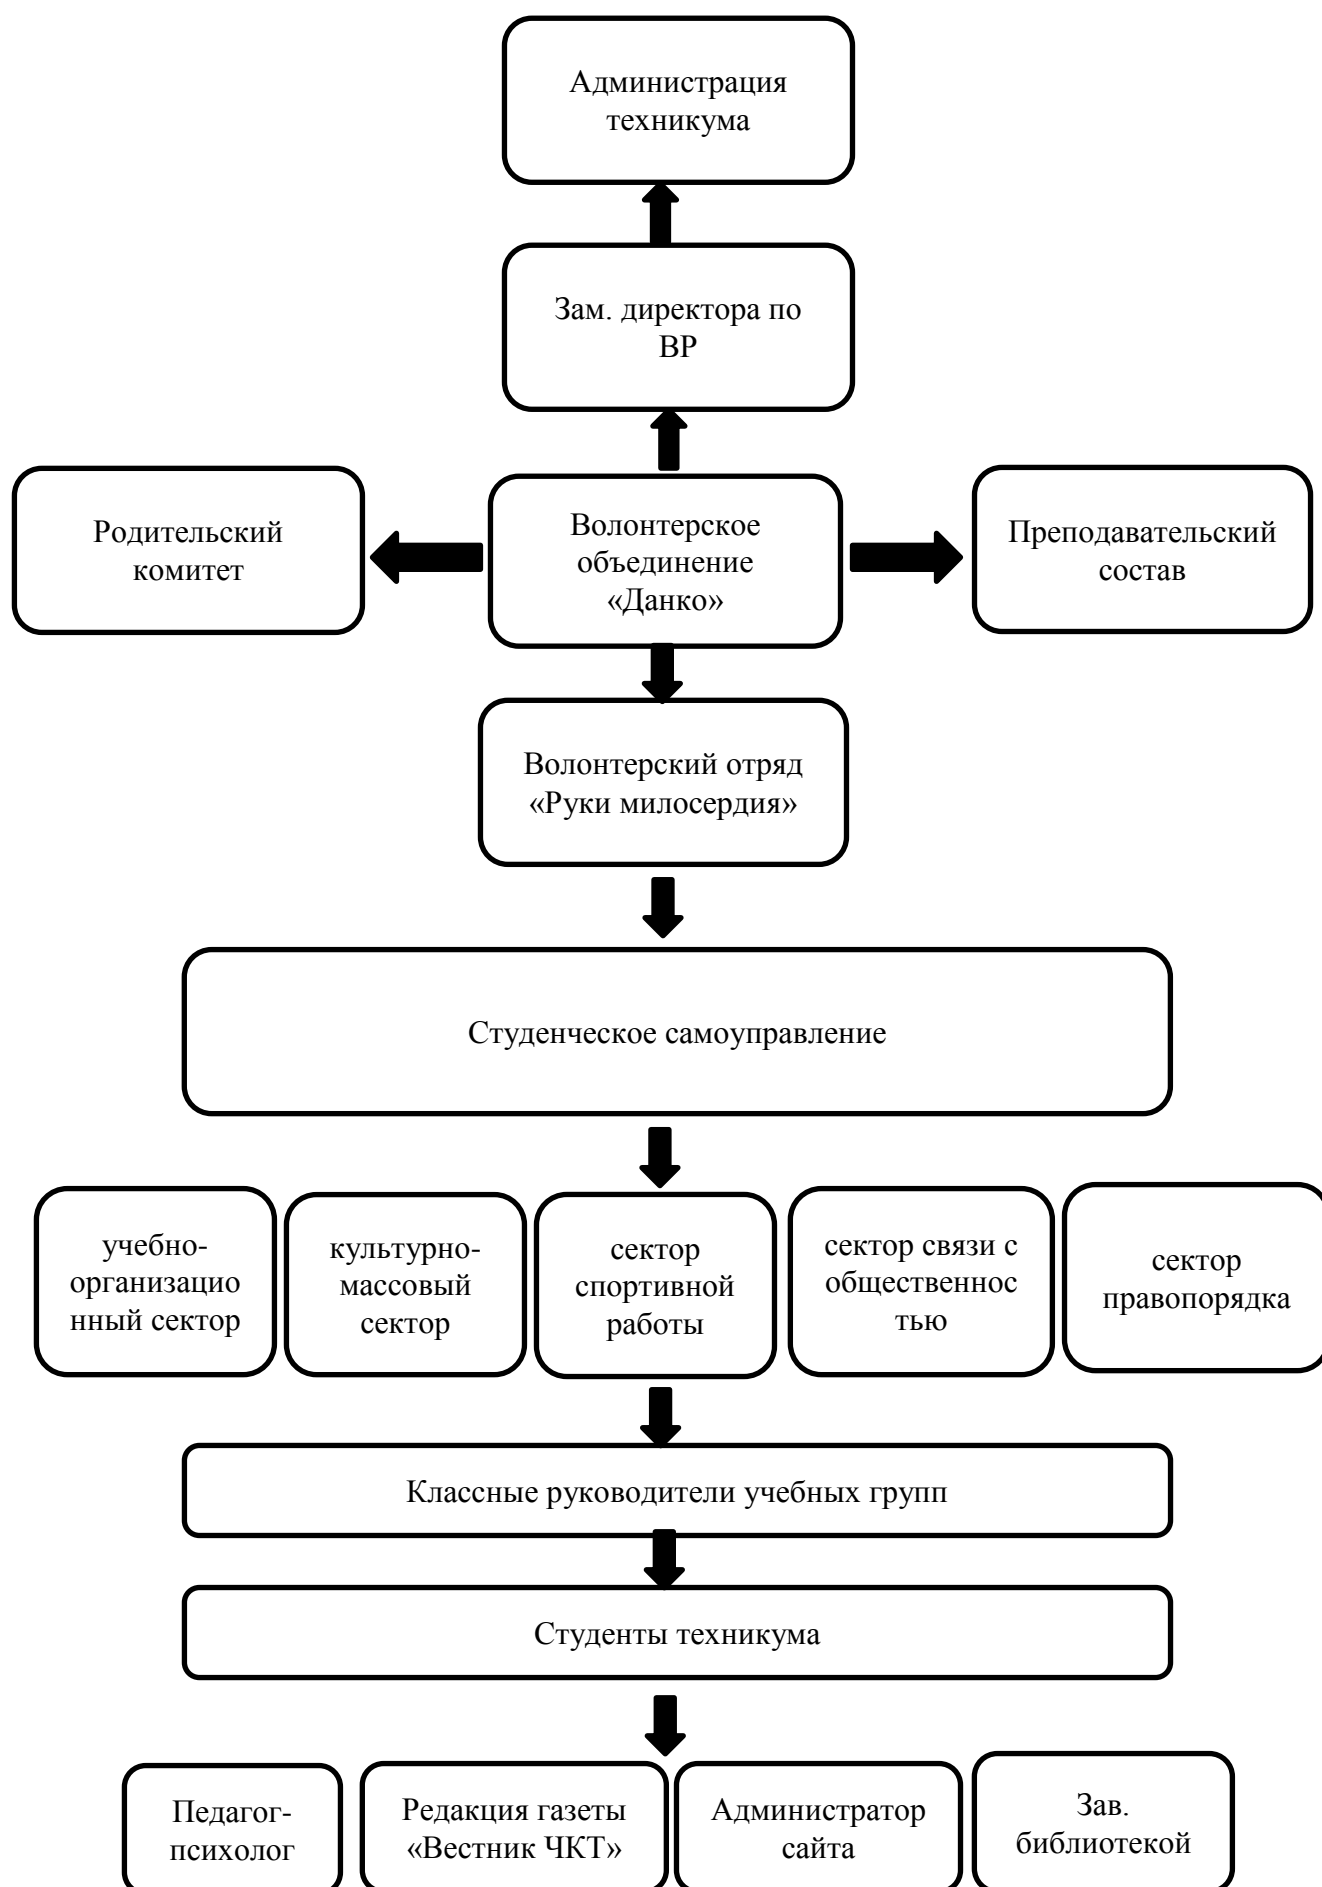 Администрация
техникума
Зам. директора по
ВР
Родительский
комитет
Волонтерское
объединение
«Данко»
Преподавательский
состав
Волонтерский отряд
«Руки милосердия»
Студенческое самоуправление
учебно-
организацио
нный сектор
культурно-
массовый
сектор
сектор
спортивной
работы
сектор связи с
общественнос
тью
сектор
правопорядка
Классные руководители учебных групп
Студенты техникума
Педагог-
психолог
Редакция газеты
«Вестник ЧКТ»
Администратор
сайта
Зав.
библиотекой